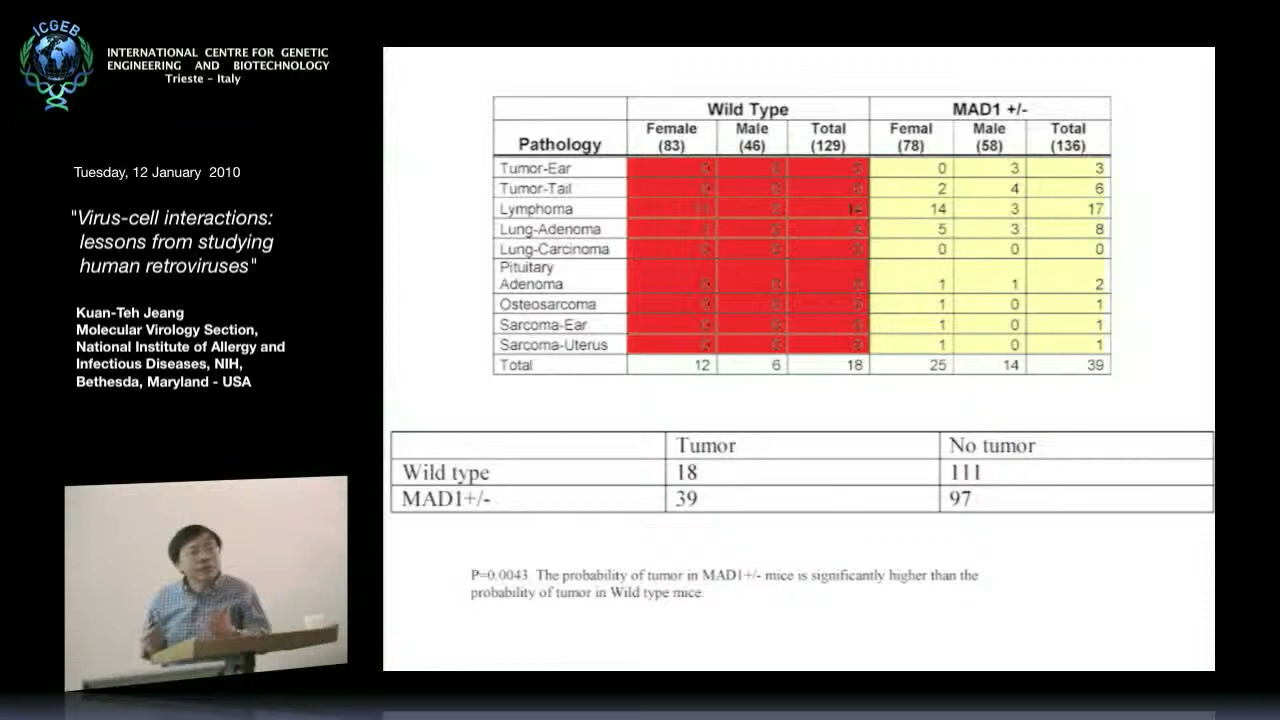 ICGEB
INTERNATIONAL CENTRE FOR GENETIC
ENGINEERING AND BIOTECHNOLOGY
Trieste - Italy
Tuesday, 12 January 2010
"Virus-cell interactions:
lessons from studying
human retroviruses"
Kuan-Teh Jeang
Molecular Virology Section,
National Institute of Allergy and
Infectious Diseases, NIH,
Bethesda, Maryland - USA
Wild Type MAD1 +/-
Pathology Female (83) Male (46) Total (129) Femal (78) Male (58) Total (136)
Tumor-Ear 0 3 3
Tumor-Tail 2 4 6
Lymphoma 14 14 3 17
Lung-Adenoma 5 3 8
Lung-Carcinoma 0 0 0
Pituitary
Adenoma 1 1 2
Osteosarcoma 1 0 1
Sarcoma-Ear 1 0 1
Sarcoma-Uterus 1 0 1
Total 12 6 18 25 14 39
Tumor No tumor
Wild type 18 111
MAD1+/- 39 97
P=0.0043 The probability of tumor in MAD1+/- mice is significantly higher than the
probability of tumor in Wild type mice